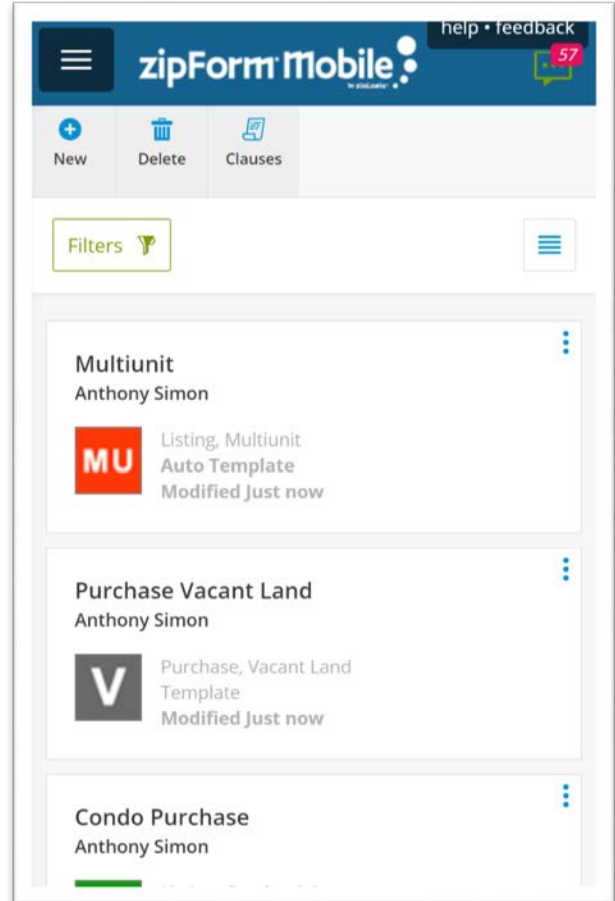 help • feedback
zipForm Mobile
57
New
Delete
Clauses
Filters
Multiunit
Anthony Simon
MU
Listing, Multiunit
Auto Template
Modified Just now
Purchase Vacant Land
Anthony Simon
V
Purchase, Vacant Land
Template
Modified Just now
Condo Purchase
Anthony Simon